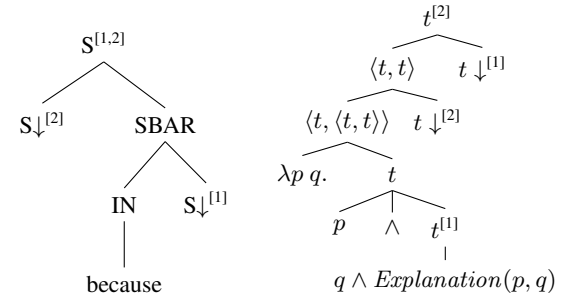 S[1,2]
S↓[2] SBAR
IN S↓[1]
because
t[2]
⟨t, t⟩ t ↓[1]
⟨t, ⟨t, t⟩⟩ t ↓[2]
λp q. t
p ∧ t[1]
q ∧ Explanation(p, q)